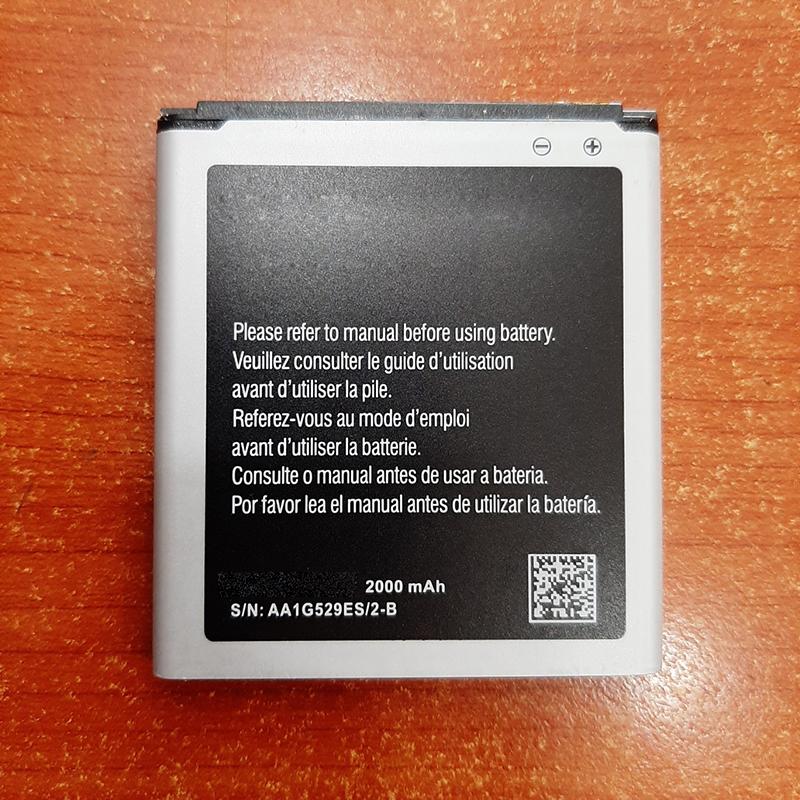 Please refer to manual before using battery.
Veuillez consulter le guide d'utilisation
avant d'utiliser la pile.
Referez-vous au mode d'emploi
avant d'utiliser la batterie.
Consulte o manual antes de usar a bateria.
Por favor lea el manual antes de utilizar la batería.
2000 mAh
S/N: AA1G529ES/2-B